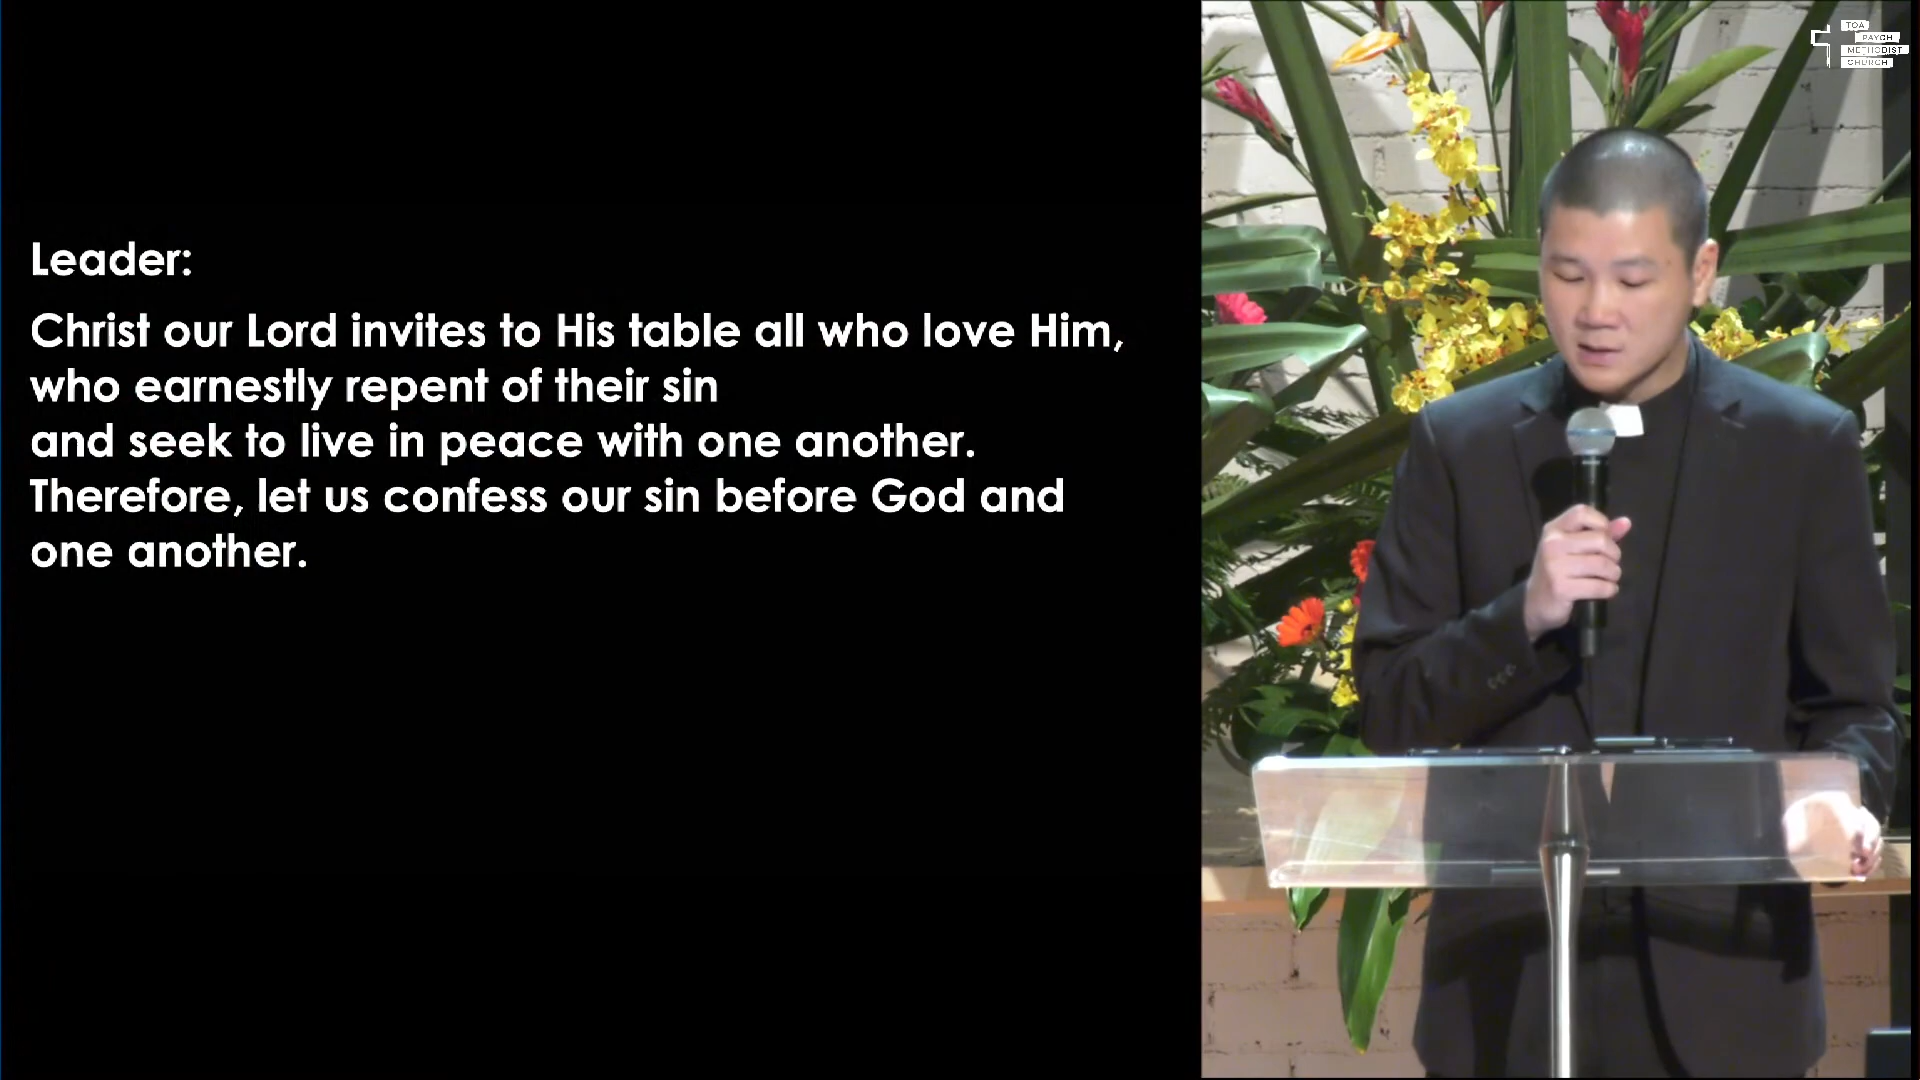 TOA
PAYOH
METHODIST
CHURCH
Leader:
Christ our Lord invites to His table all who love Him,
who earnestly repent of their sin
and seek to live in peace with one another.
Therefore, let us confess our sin before God and
one another.